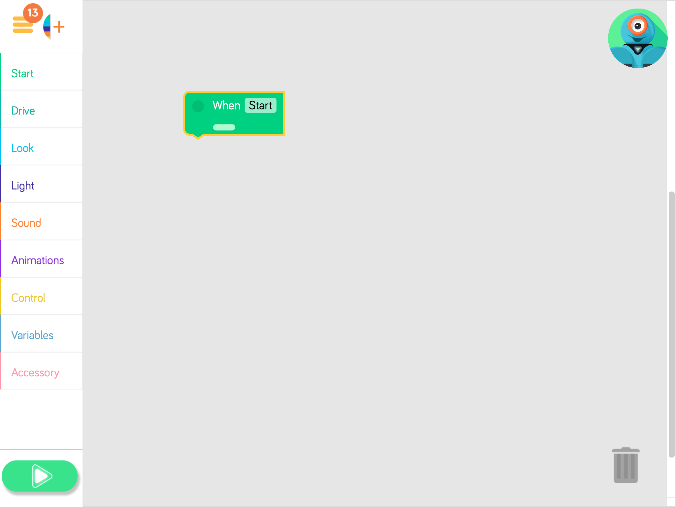 13
Start
When Start
Drive
Look
Light
Sound
Animations
Control
Variables
Accessory